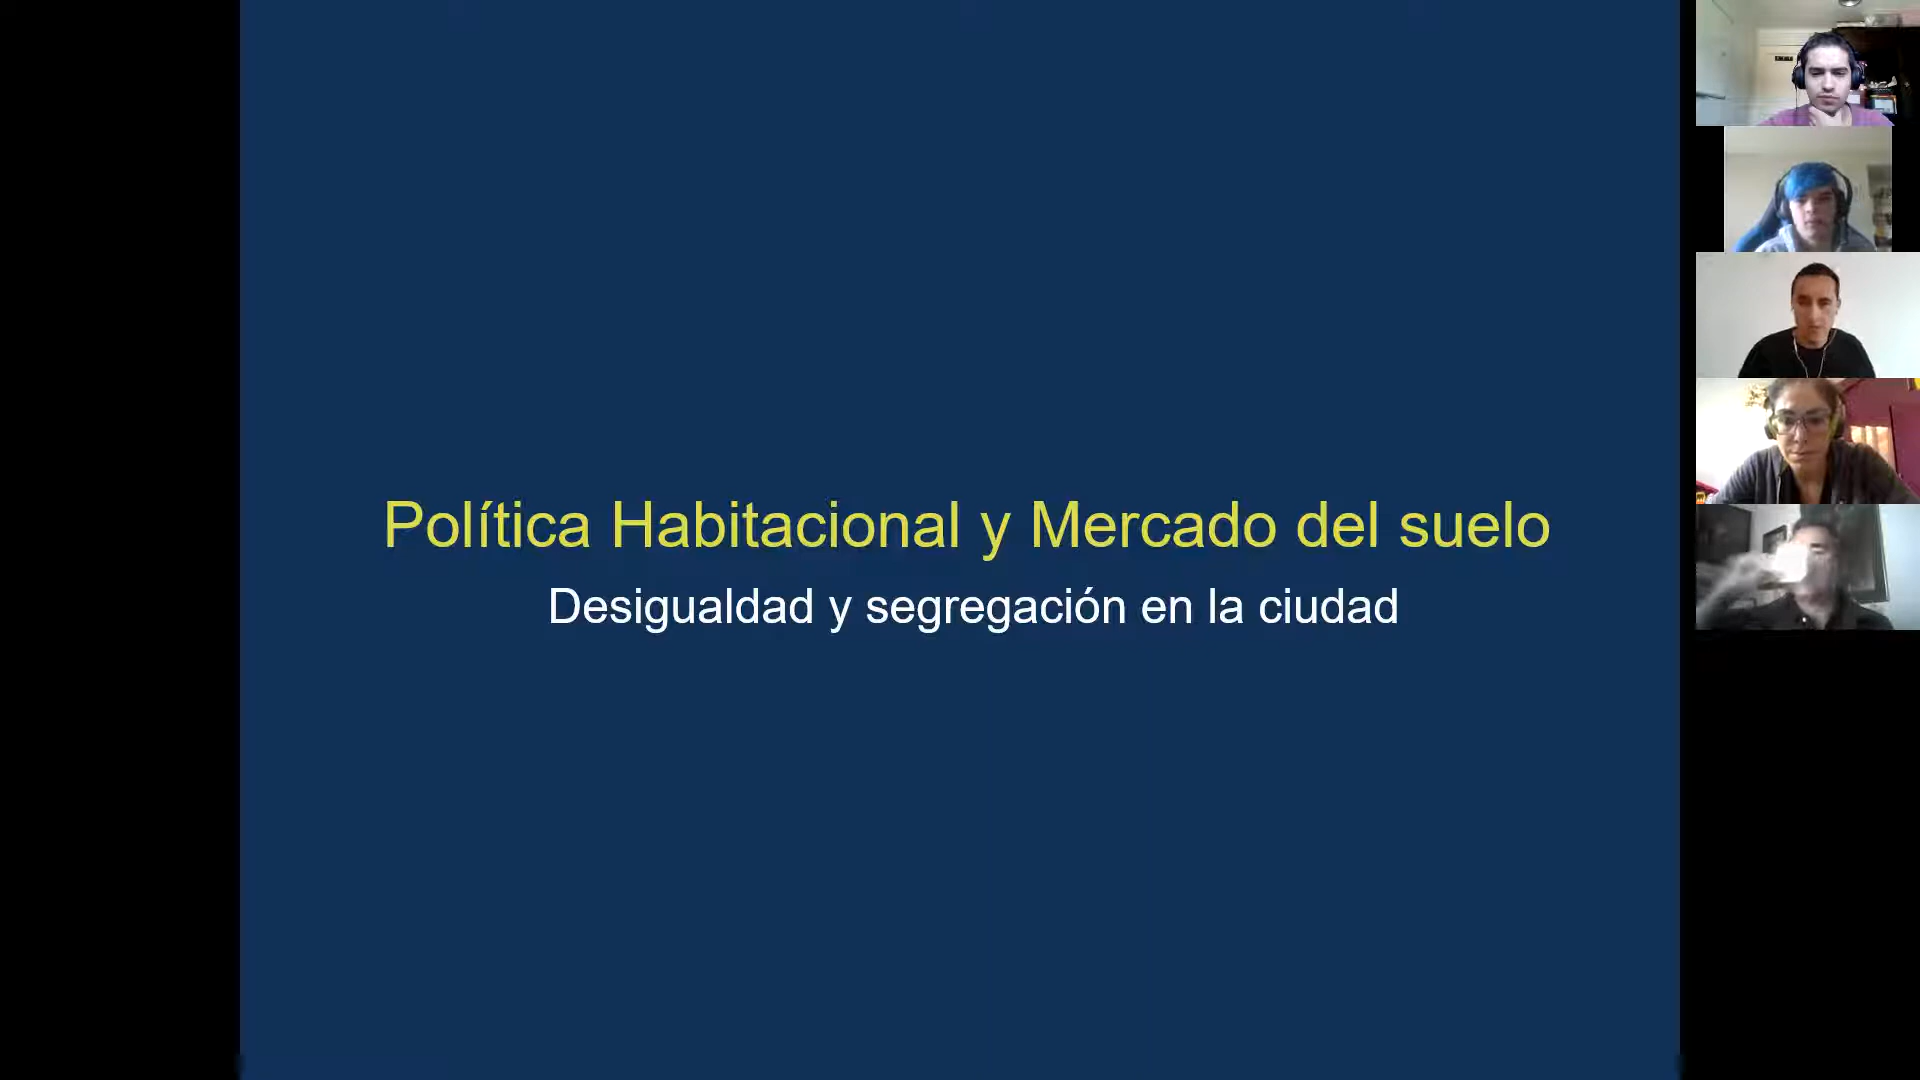 Política Habitacional y Mercado del suelo
Desigualdad y segregación en la ciudad